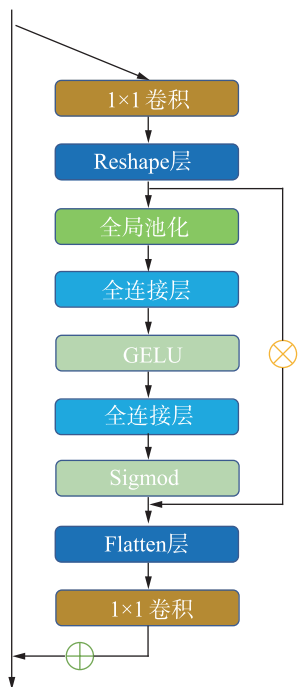 1×1 卷积
Reshape层
全局池化
全连接层
GELU
全连接层
Sigmod
Flatten层
1×1 卷积